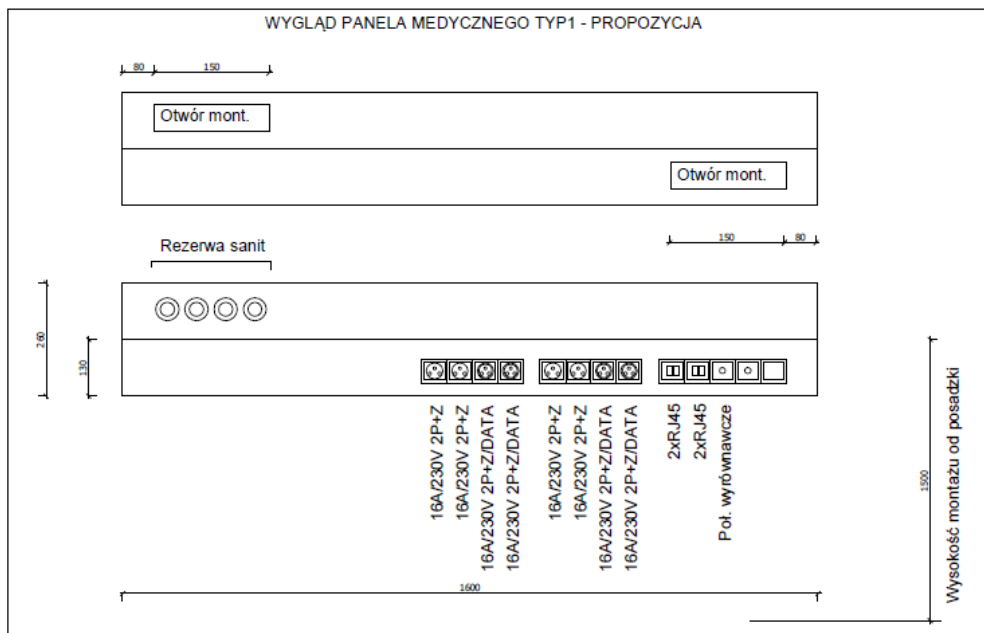 WYGLĄD PANELA MEDYCZNEGO TYP1 - PROPOZYCJA
80
150
Otwór mont.
Otwór mont.
150
80
Rezerwa sanit
260
130
16A/230V 2P+Z
16A/230V 2P+Z
16A/230V 2P+Z/DATA
16A/230V 2P+Z/DATA
16A/230V 2P+Z
16A/230V 2P+Z
16A/230V 2P+Z/DATA
16A/230V 2P+Z/DATA
2xRJ45
2xRJ45
Poł. wyrównawcze
1500
Wysokość montażu od posadzki
1600